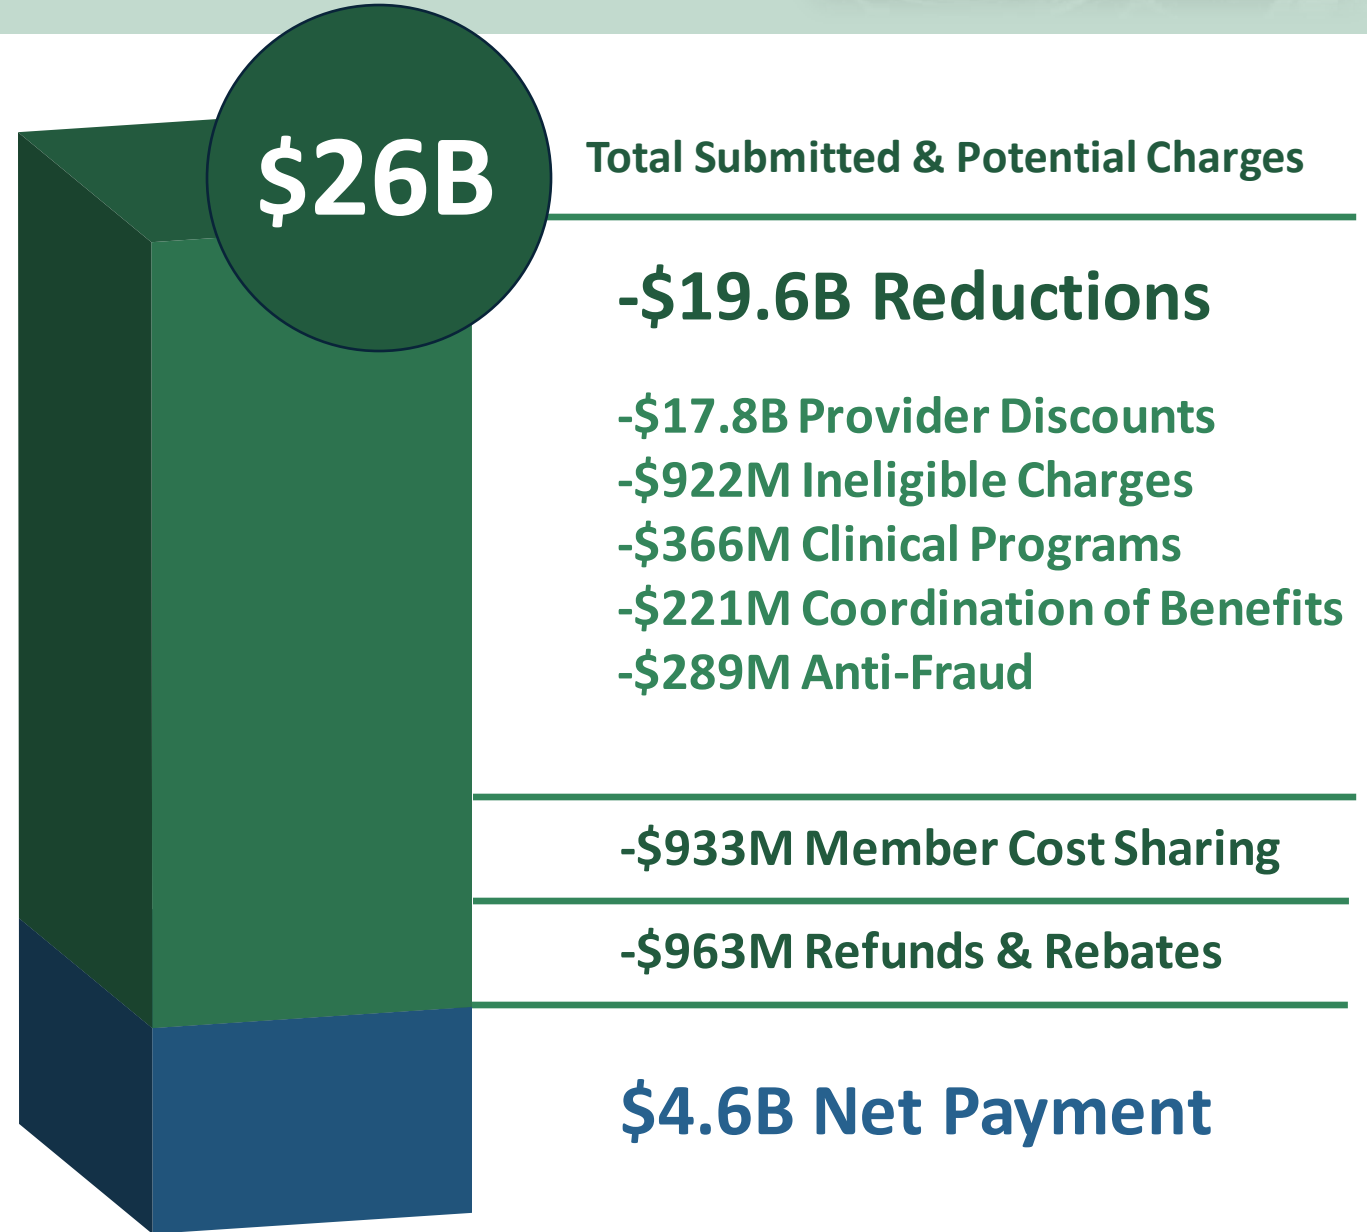 $26B
Total Submitted & Potential Charges
-$19.6B Reductions
-$17.8B Provider Discounts
-$922M Ineligible Charges
-$366M Clinical Programs
-$221M Coordination of Benefits
-$289M Anti-Fraud
-$933M Member Cost Sharing
-$963M Refunds & Rebates
$4.6B Net Payment